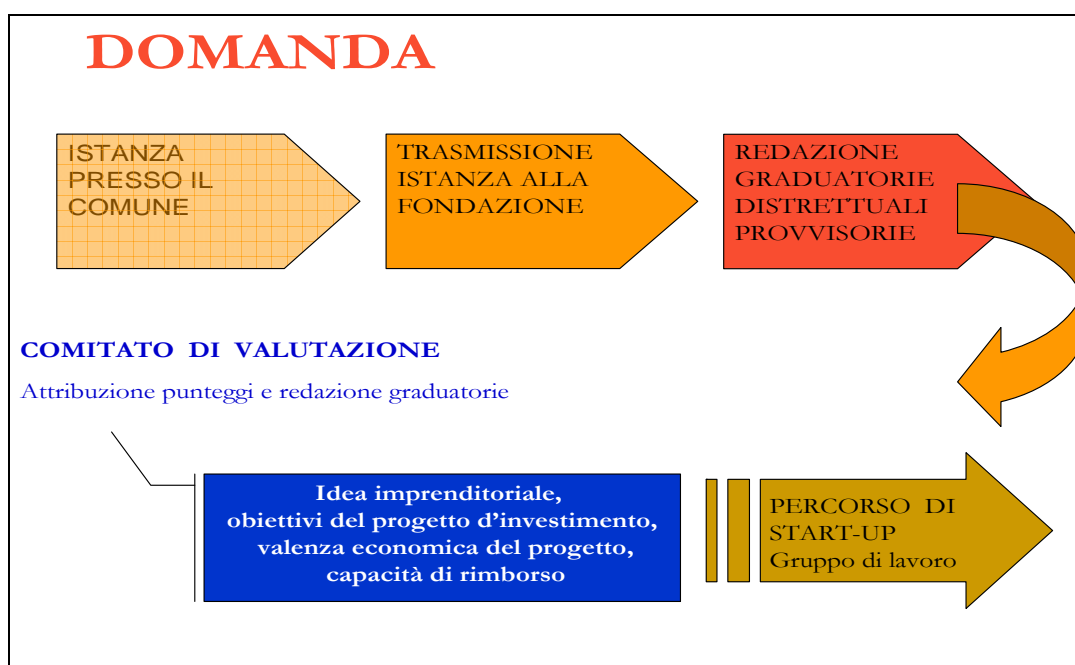 DOMANDA
ISTANZA
PRESSO IL
COMUNE
TRASMISSIONE
ISTANZA ALLA
FONDAZIONE
REDAZIONE
GRADUATORIE
DISTRETTUALI
PROVVISORIE
COMITATO DI VALUTAZIONE
Attribuzione punteggi e redazione graduatorie
Idea imprenditoriale,
obiettivi del progetto d’investimento,
valenza economica del progetto,
capacità di rimborso
PERCORSO DI
START-UP
Gruppo di lavoro